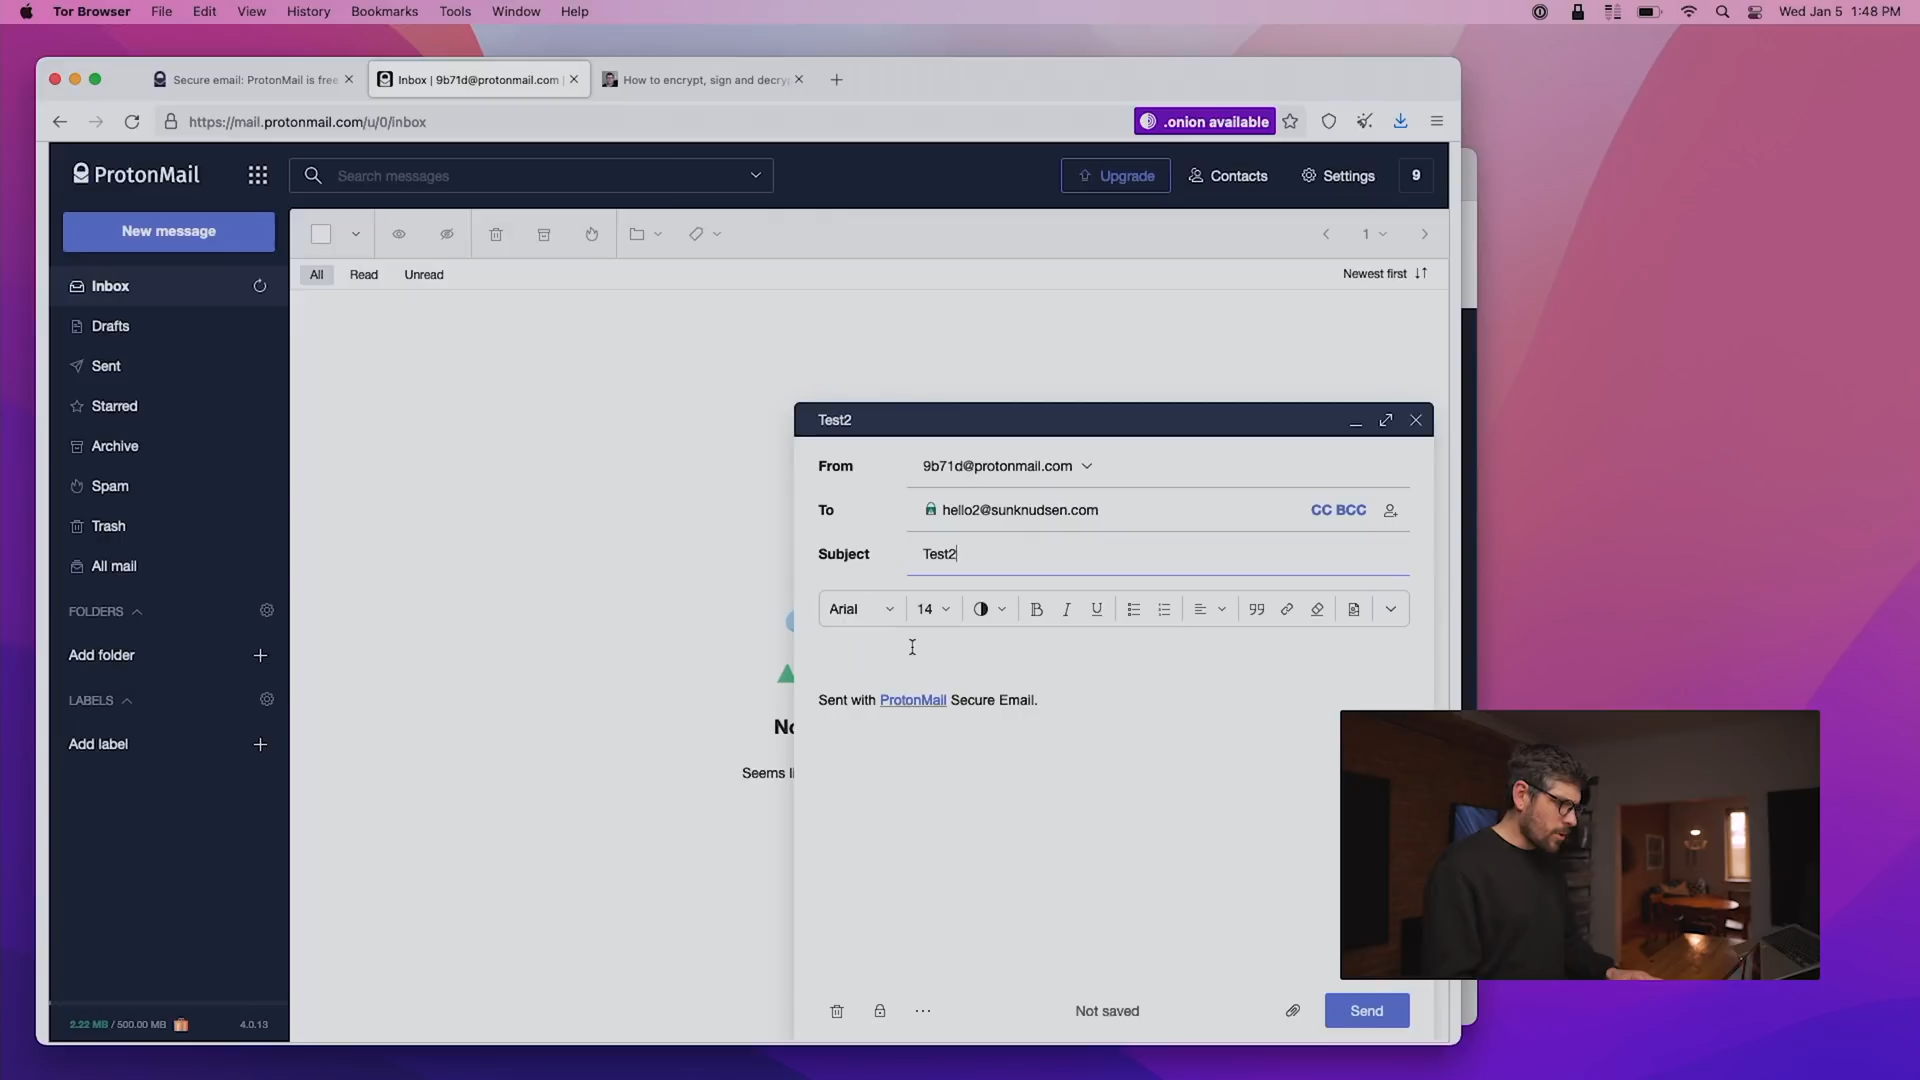 Tor Browser File Edit View History Bookmarks Tools Window Help Wed Jan 5 1:48 PM
Secure email: ProtonMail is free
Inbox | 9b71d@protonmail.com |
How to encrypt, sign and decry
https://mail.protonmail.com/u/0/inbox
.onion available
ProtonMail
Search messages
Upgrade
Contacts
Settings
9
New message
1
Inbox
All Read Unread
Newest first
Drafts
Sent
Starred
Archive
Spam
Trash
All mail
FOLDERS
Add folder
LABELS
Add label
2.22 MB / 500.00 MB
4.0.13
No
Seems li
Test2
From 9b71d@protonmail.com
To hello2@sunknudsen.com CC BCC
Subject Test2
Arial 14
Sent with ProtonMail Secure Email.
Not saved
Send